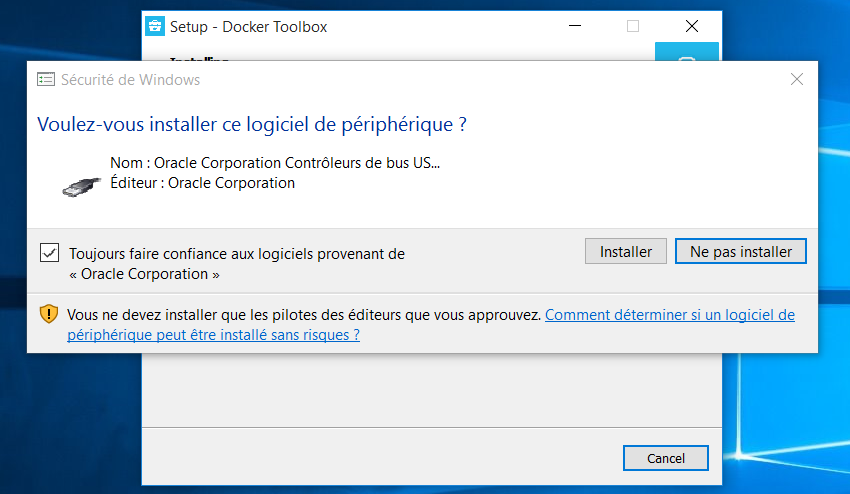 Setup - Docker Toolbox
Sécurité de Windows
Voulez-vous installer ce logiciel de périphérique ?
Nom : Oracle Corporation Contrôleurs de bus US...
Éditeur : Oracle Corporation
Toujours faire confiance aux logiciels provenant de
« Oracle Corporation »
Installer
Ne pas installer
Vous ne devez installer que les pilotes des éditeurs que vous approuvez. Comment déterminer si un logiciel de
périphérique peut être installé sans risques ?
Cancel